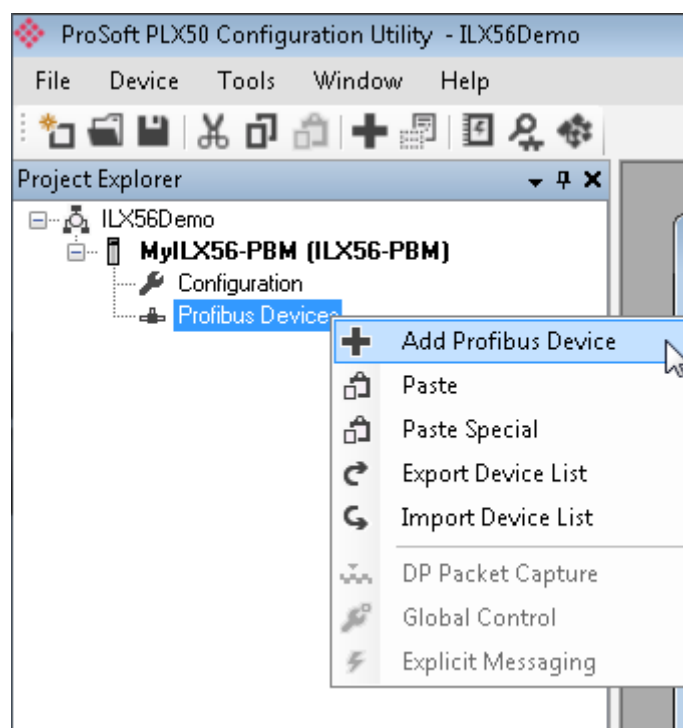 ProSoft PLX50 Configuration Utility - ILX56Demo
File Device Tools Window Help
Project Explorer
ILX56Demo
MyILX56-PBM (ILX56-PBM)
Configuration
Profibus Devices
Add Profibus Device
Paste
Paste Special
Export Device List
Import Device List
DP Packet Capture
Global Control
Explicit Messaging